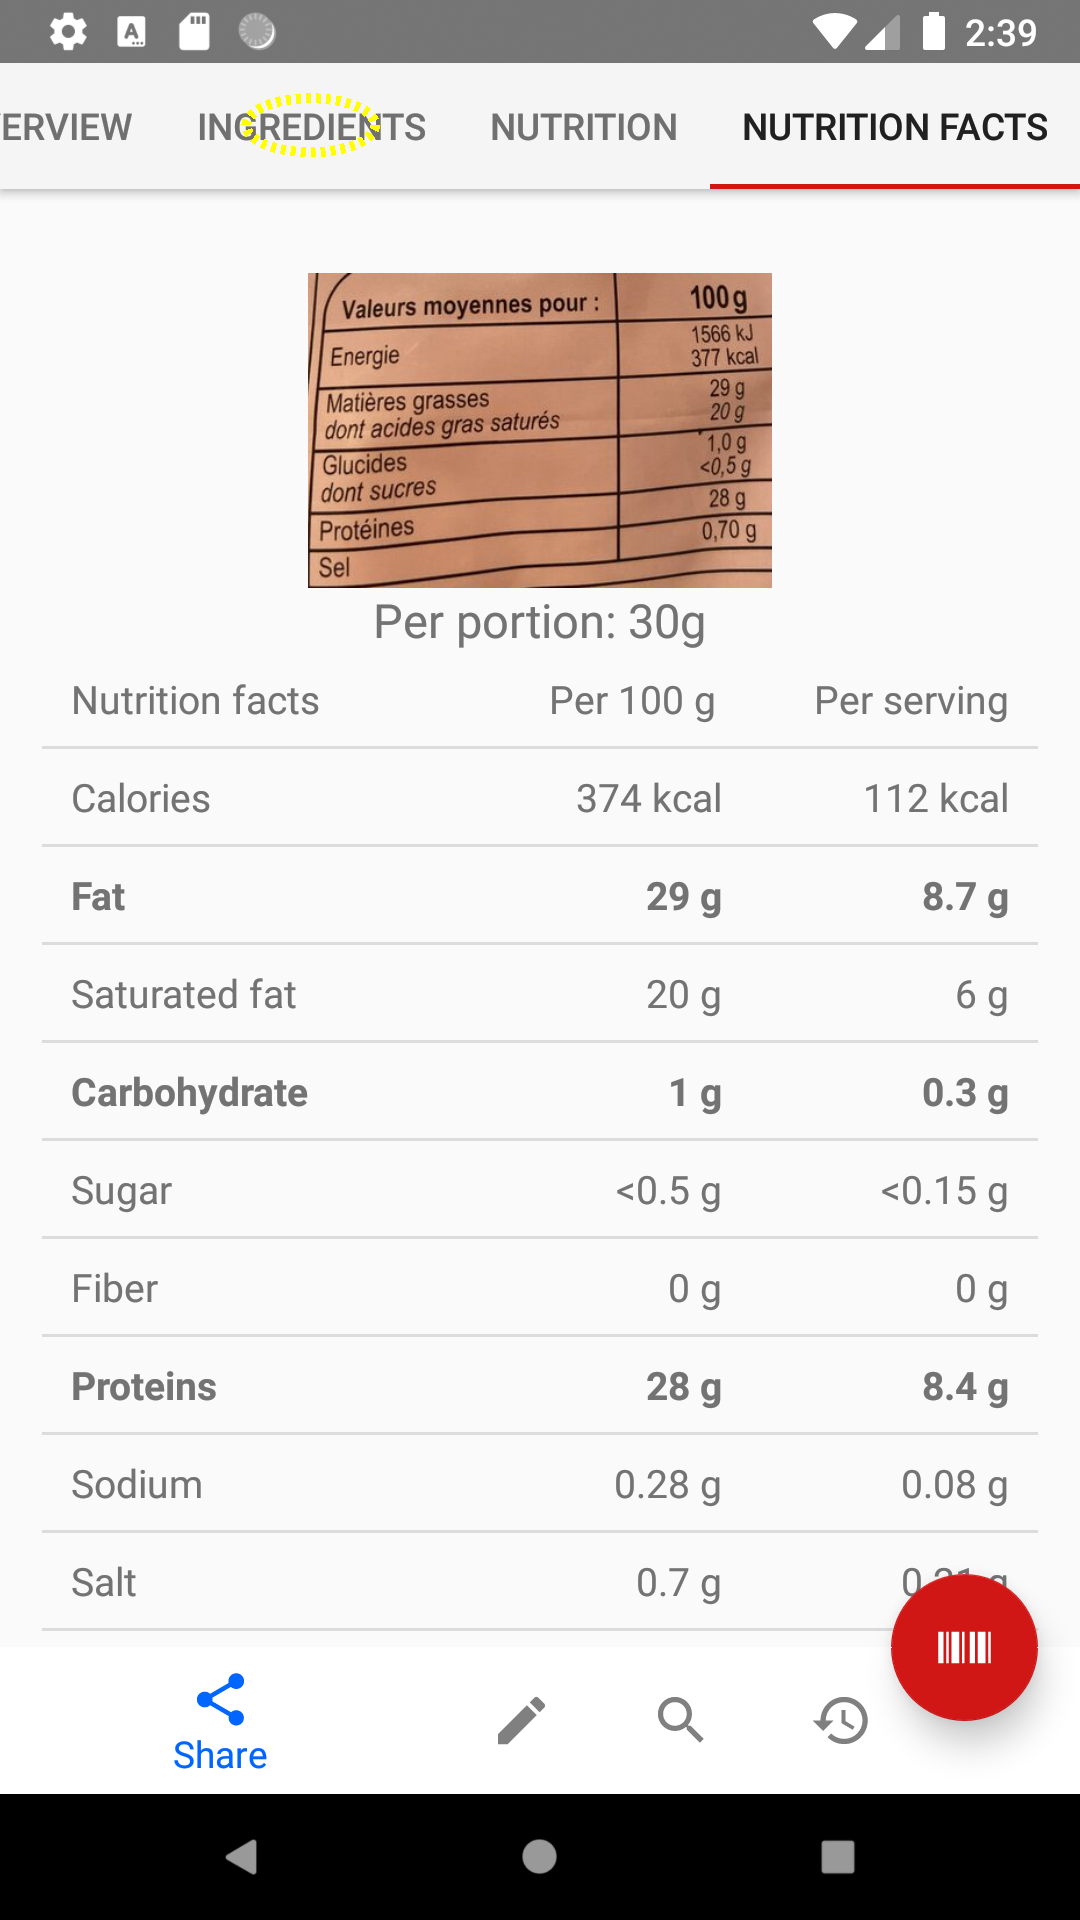 2:39
ERVIEW INGREDIENTS NUTRITION NUTRITION FACTS
Valeurs moyennes pour : 100g
Energie 1566 kJ
377 kcal
Matières grasses 29 g
dont acides gras saturés 20 g
Glucides 1,0 g
dont sucres <0,5 g
Protéines 28 g
Sel 0,70 g
Per portion: 30g
Nutrition facts Per 100 g Per serving
Calories 374 kcal 112 kcal
Fat 29 g 8.7 g
Saturated fat 20 g 6 g
Carbohydrate 1 g 0.3 g
Sugar <0.5 g <0.15 g
Fiber 0 g 0 g
Proteins 28 g 8.4 g
Sodium 0.28 g 0.08 g
Salt 0.7 g
Share